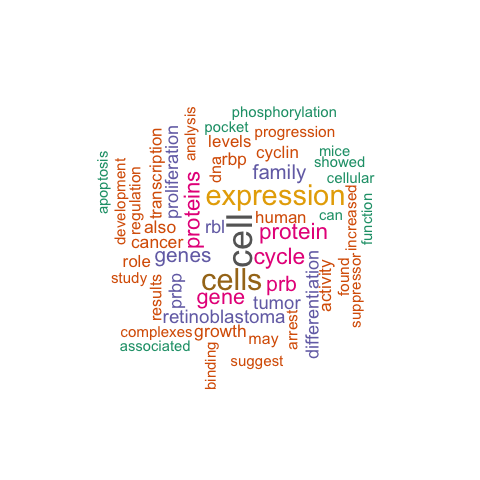 phosphorylation
pocket
progression
analysis
levels
rbp
cyclin
mice
showed
transcription
proliferation
dna
family
cellular
apoptosis
development
regulation
proteins
expression
increased
function
also
rbl
human
can
cell
protein
cancer
genes
cycle
role
study
results
prbp
cells
prb
differentiation
activity
found
suppressor
gene
tumor
retinoblastoma
arrest
complexes
growth
may
associated
binding
suggest